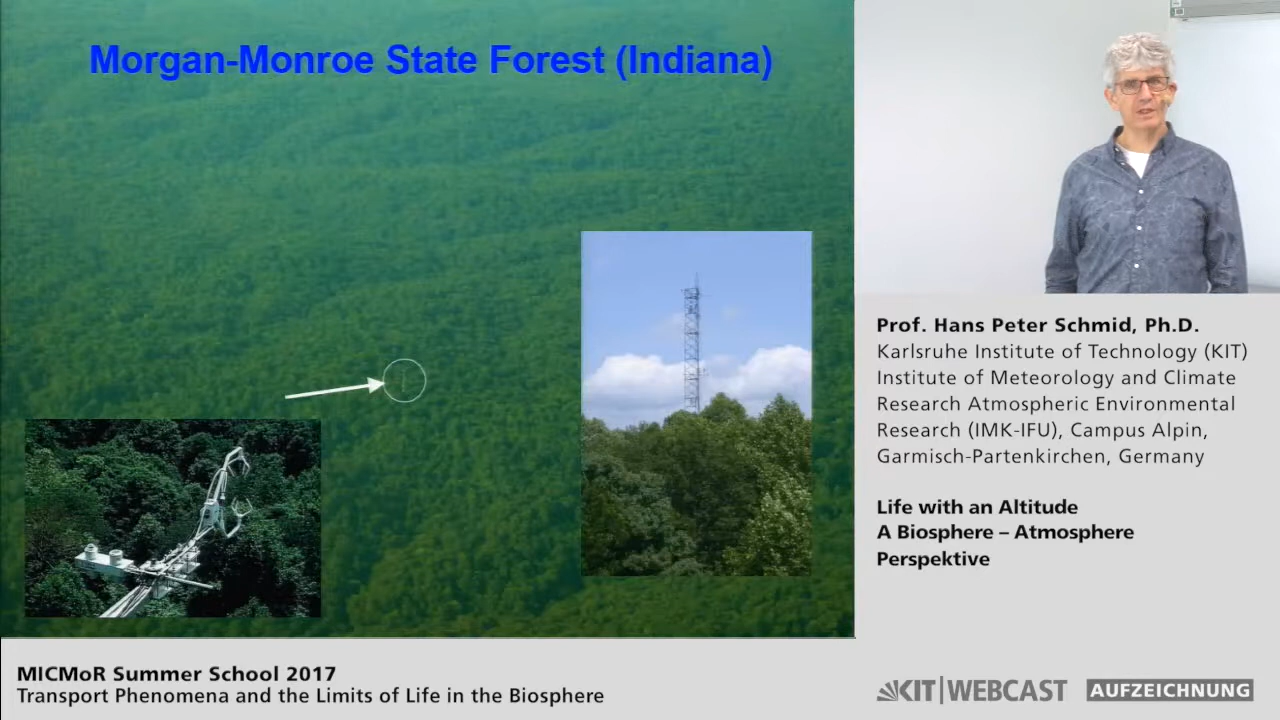 Morgan-Monroe State Forest (Indiana)
Prof. Hans Peter Schmid, Ph.D.
Karlsruhe Institute of Technology (KIT)
Institute of Meteorology and Climate
Research Atmospheric Environmental
Research (IMK-IFU), Campus Alpin,
Garmisch-Partenkirchen, Germany
Life with an Altitude
A Biosphere – Atmosphere
Perspektive
MICMoR Summer School 2017
Transport Phenomena and the Limits of Life in the Biosphere
KIT|WEBCAST AUFZEICHNUNG